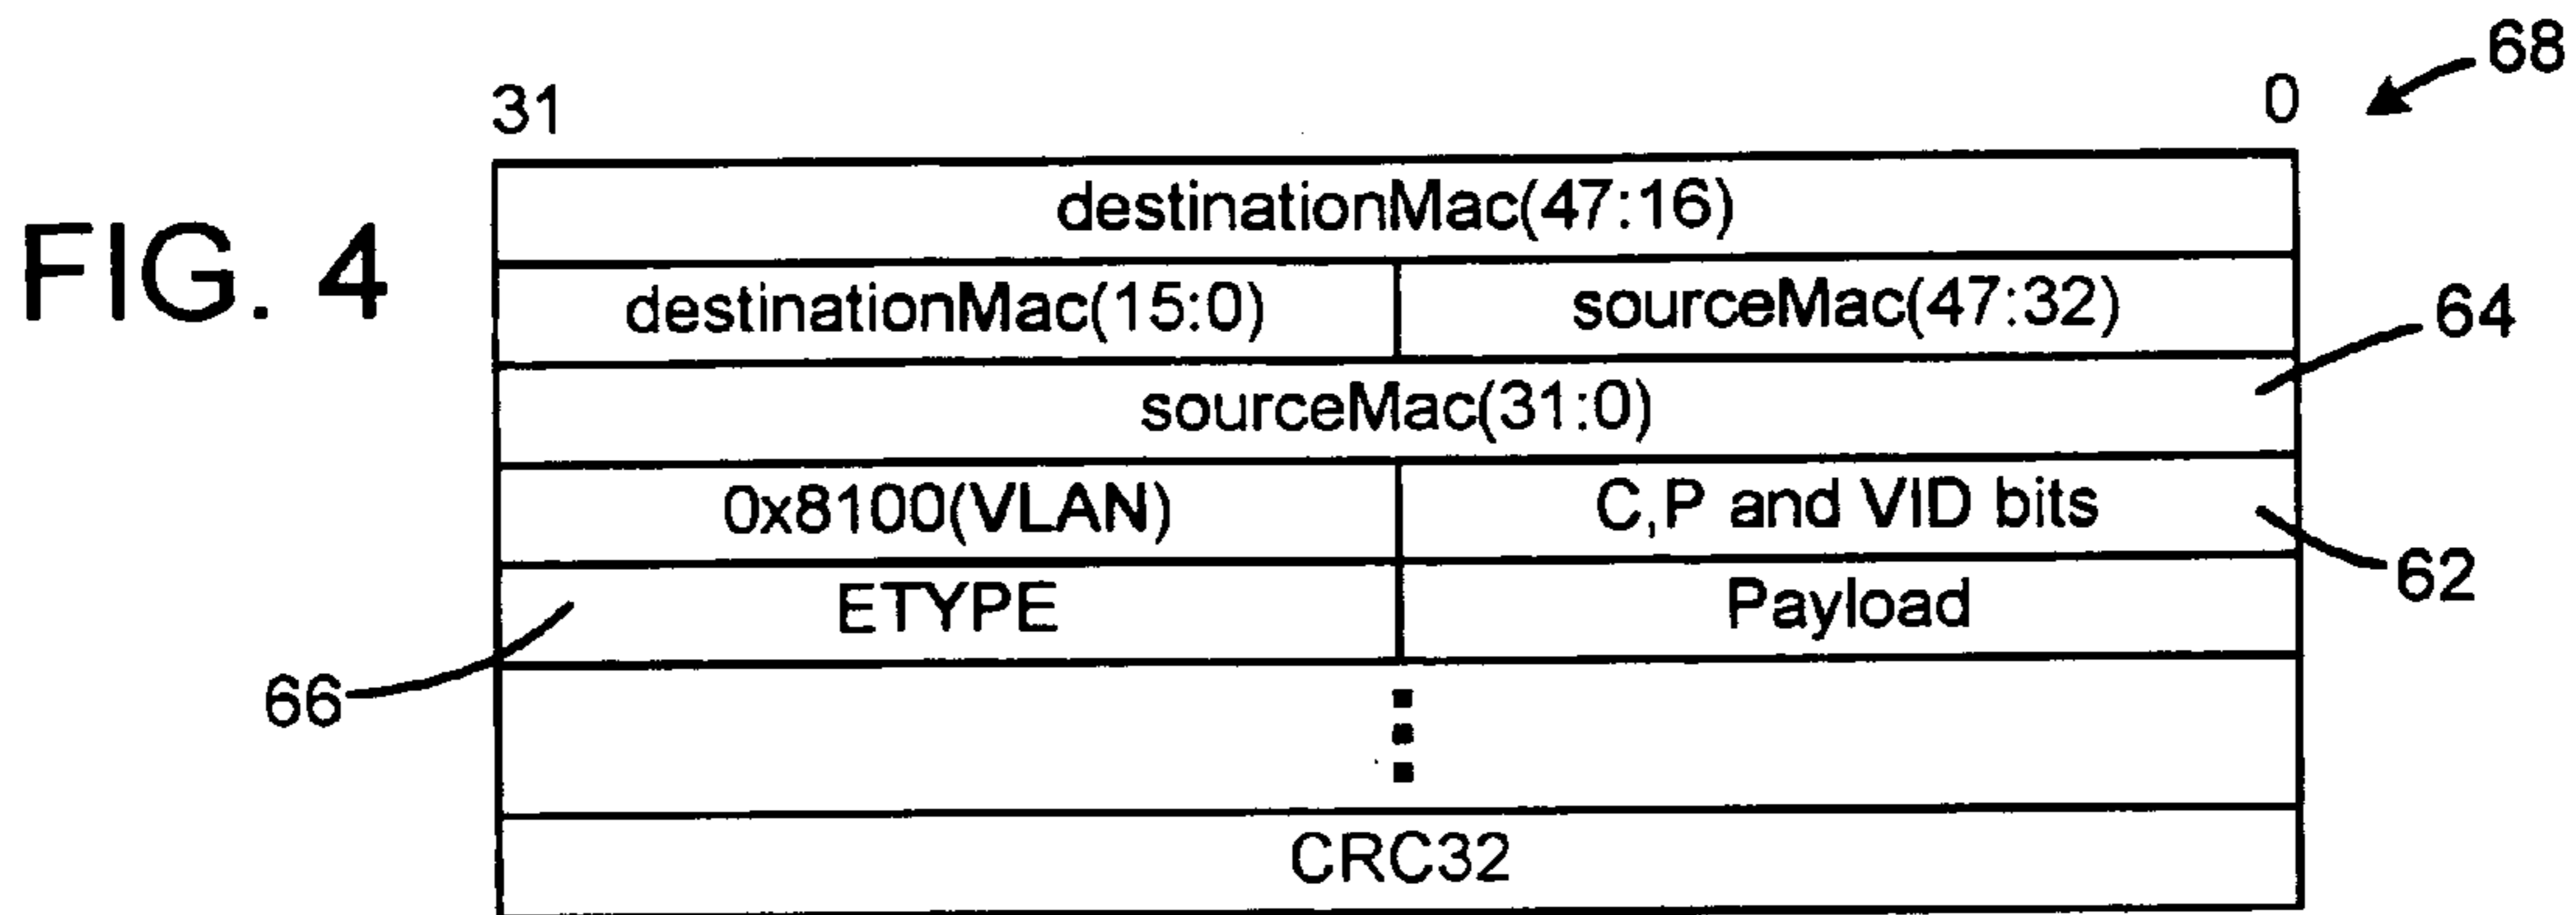 68
31 0
FIG. 4
destinationMac(47:16)
destinationMac(15:0) sourceMac(47:32)
64
sourceMac(31:0)
0x8100(VLAN) C,P and VID bits
62
ETYPE Payload
66
CRC32